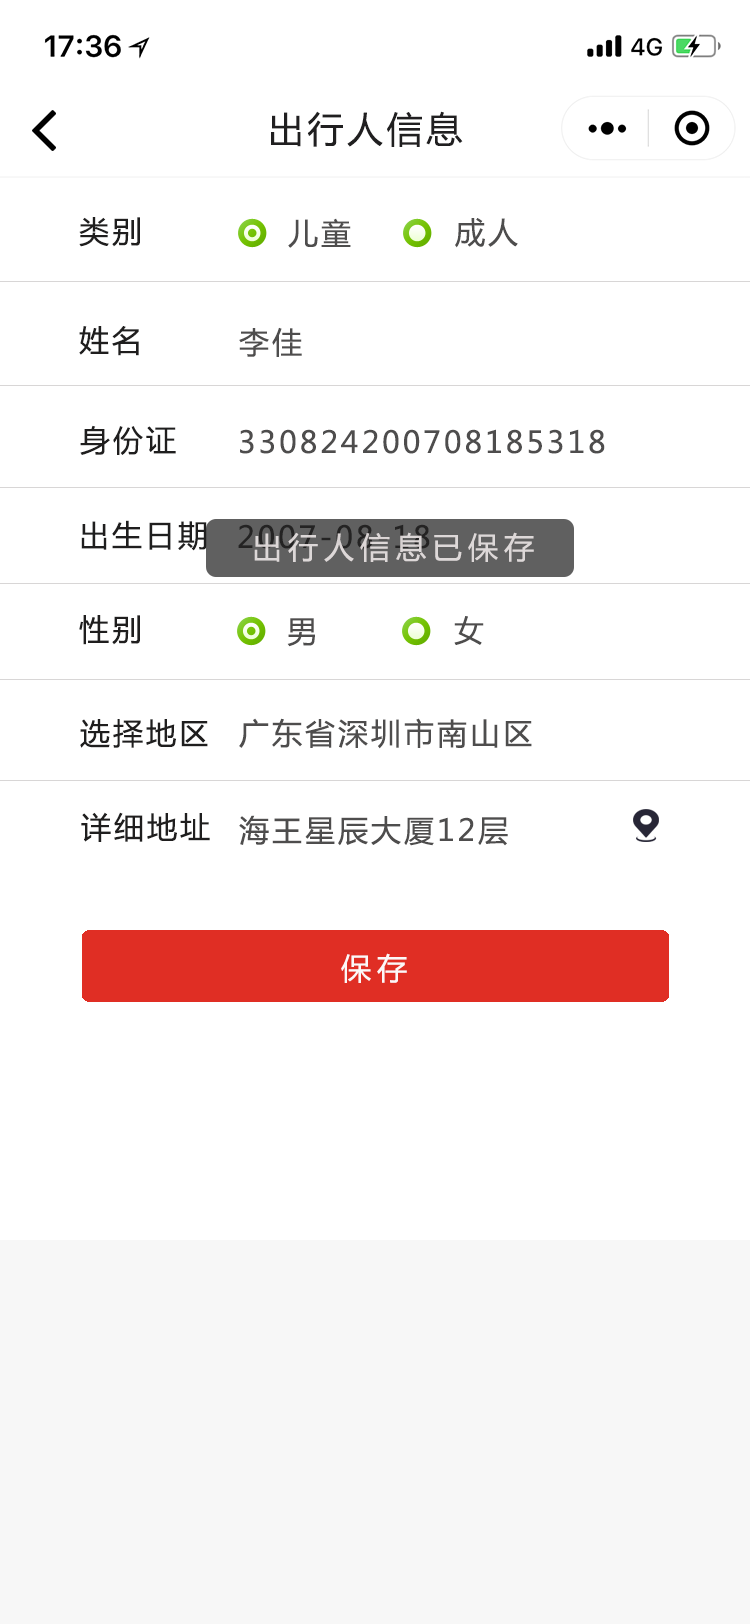 17:36 4G
出行人信息
类别 儿童 成人
姓名 李佳
身份证 330824200708185318
出生日期 2007-08-18
出行人信息已保存
性别 男 女
选择地区 广东省深圳市南山区
详细地址 海王星辰大厦12层
保存